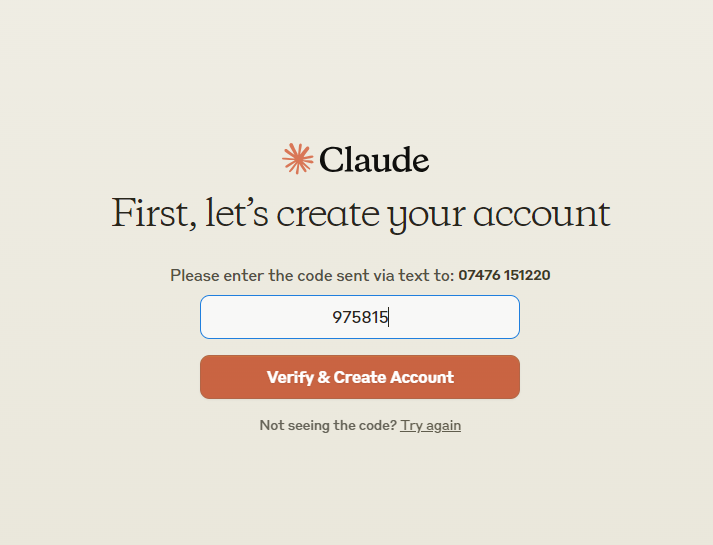 Claude
First, let’s create your account
Please enter the code sent via text to: 07476 151220
975815
Verify & Create Account
Not seeing the code? Try again